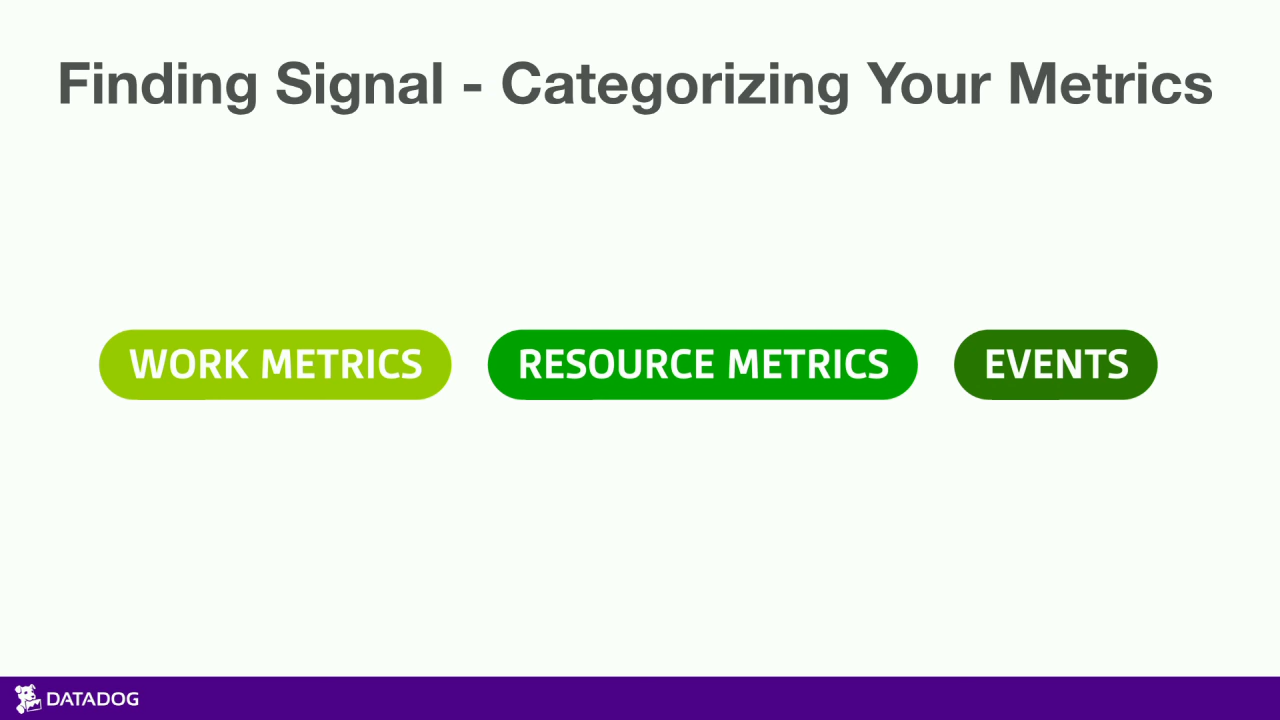 Finding Signal - Categorizing Your Metrics
WORK METRICS RESOURCE METRICS EVENTS
DATADOG